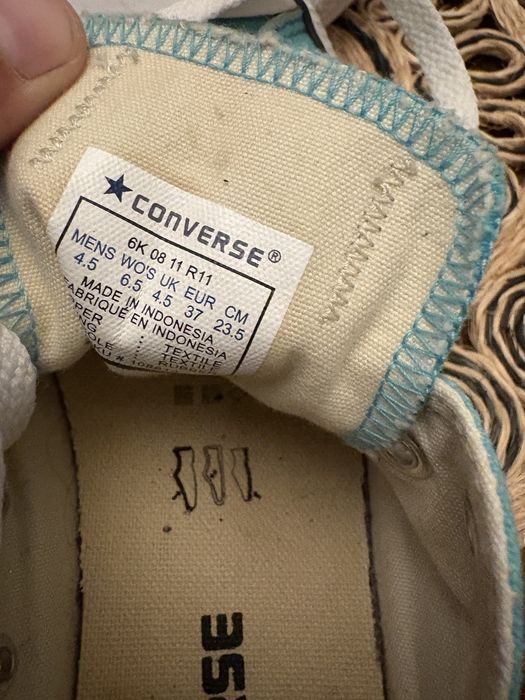 CONVERSE®
6K 08 11 R11
MENS WO'S UK EUR CM
4.5 6.5 4.5 37 23.5
MADE IN INDONESIA
FABRIQUÉ EN INDONESIA
: TEXTILE
: TEXTILE